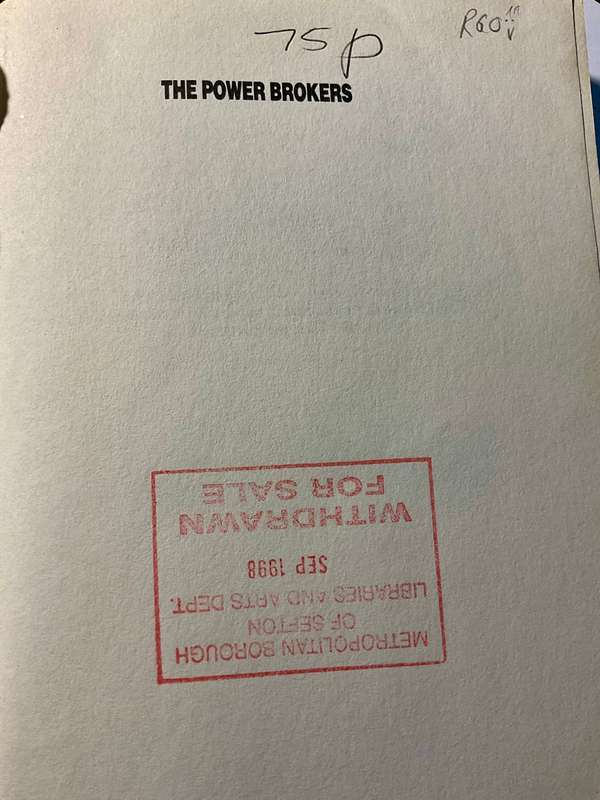 75p
R60
THE POWER BROKERS
METROPOLITAN BOROUGH
OF SEFTON
LIBRARIES AND ARTS DEPT.
SEP 1998
WITHDRAWN
FOR SALE